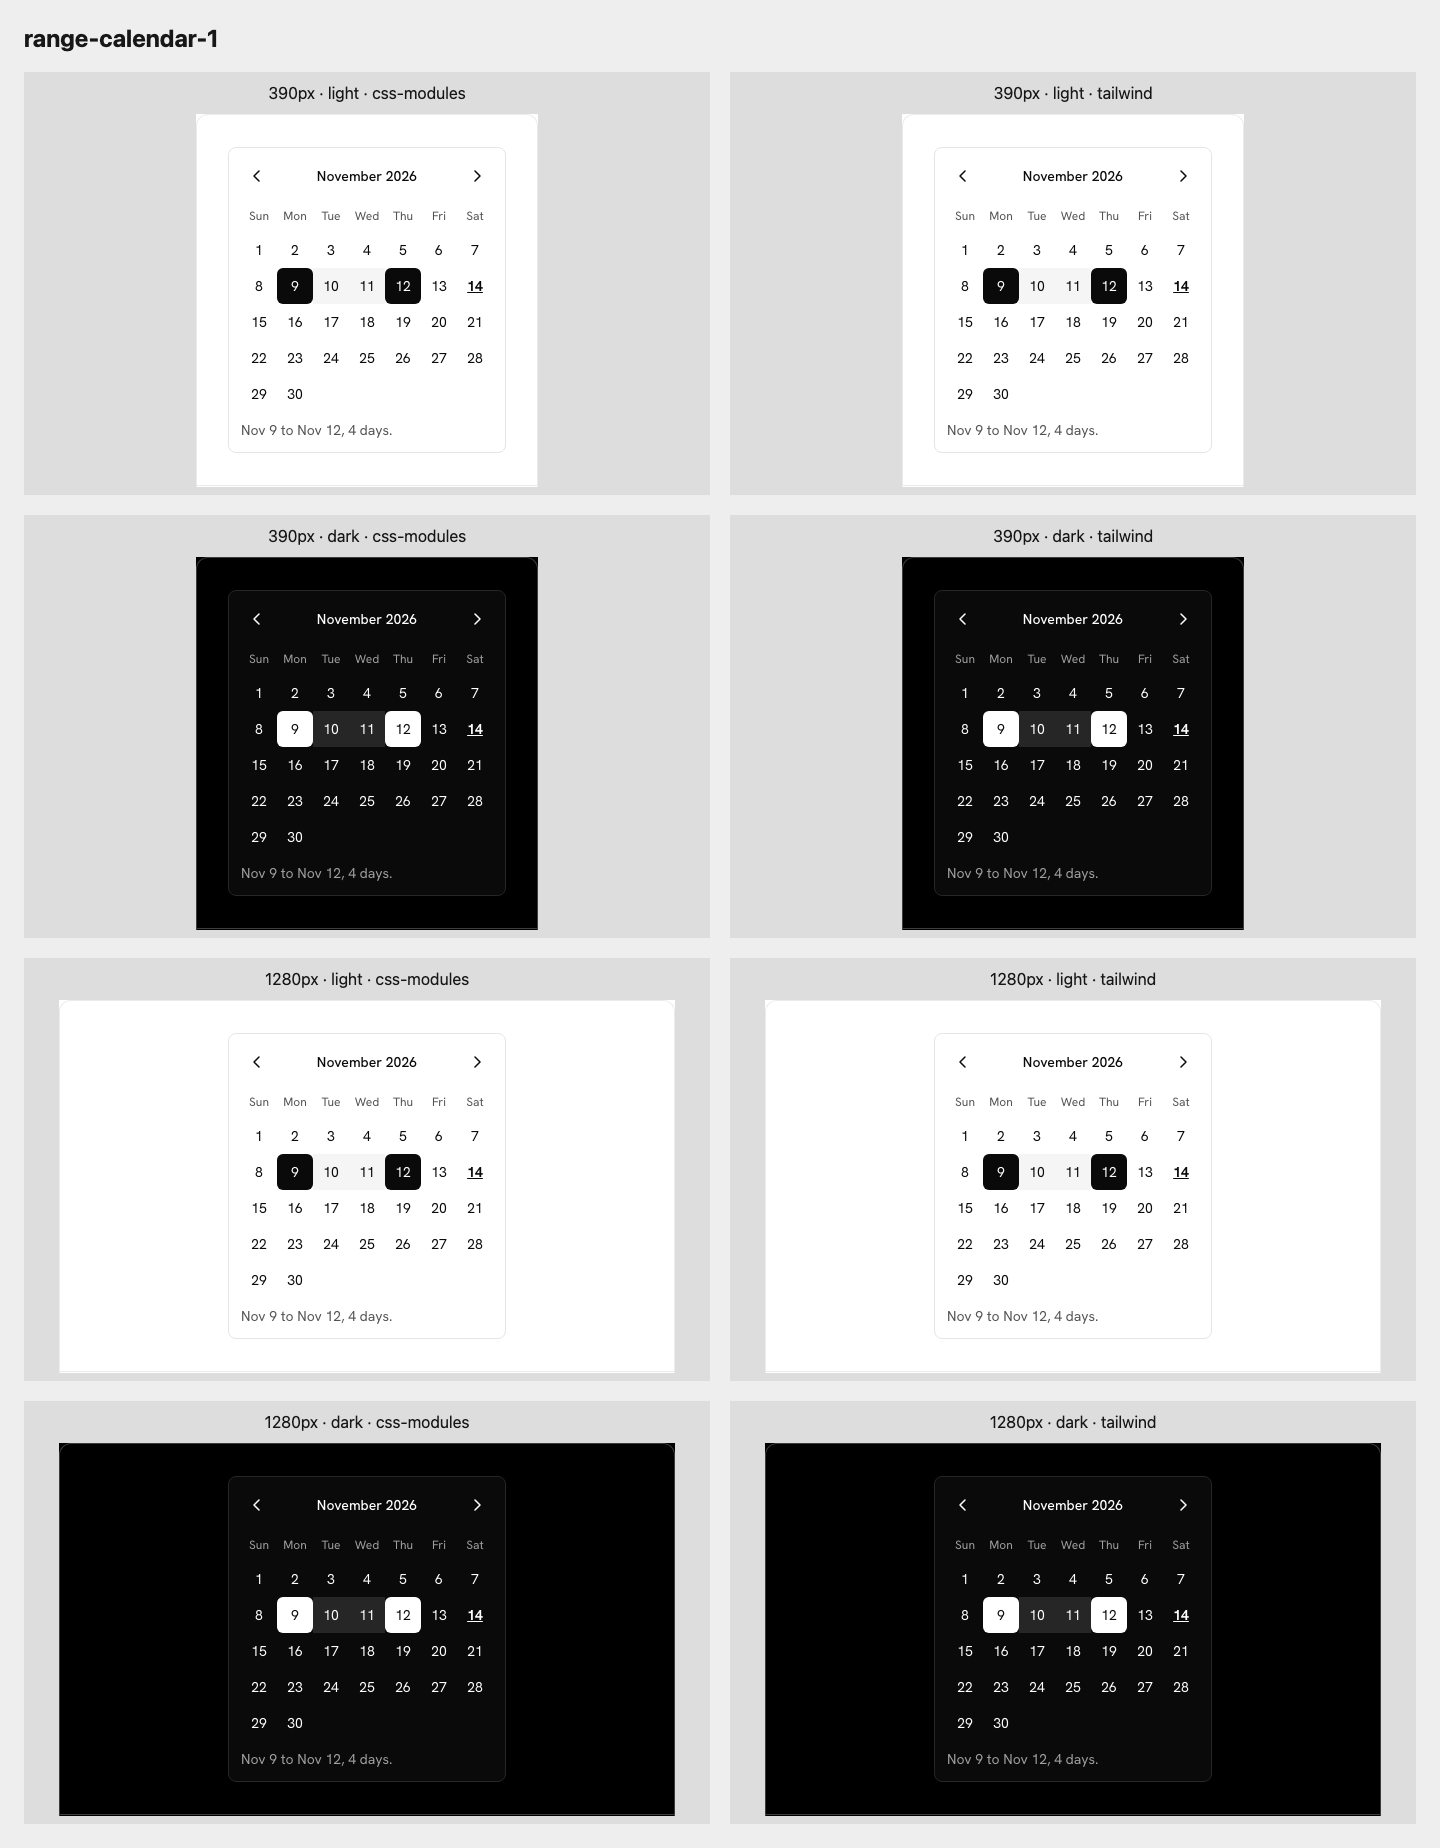 range-calendar-1
390px · light · css-modules
November 2026
Sun Mon Tue Wed Thu Fri Sat
1 2 3 4 5 6 7
8 9 10 11 12 13 14
15 16 17 18 19 20 21
22 23 24 25 26 27 28
29 30
Nov 9 to Nov 12, 4 days.
390px · light · tailwind
November 2026
Sun Mon Tue Wed Thu Fri Sat
1 2 3 4 5 6 7
8 9 10 11 12 13 14
15 16 17 18 19 20 21
22 23 24 25 26 27 28
29 30
Nov 9 to Nov 12, 4 days.
390px · dark · css-modules
November 2026
Sun Mon Tue Wed Thu Fri Sat
1 2 3 4 5 6 7
8 9 10 11 12 13 14
15 16 17 18 19 20 21
22 23 24 25 26 27 28
29 30
Nov 9 to Nov 12, 4 days.
390px · dark · tailwind
November 2026
Sun Mon Tue Wed Thu Fri Sat
1 2 3 4 5 6 7
8 9 10 11 12 13 14
15 16 17 18 19 20 21
22 23 24 25 26 27 28
29 30
Nov 9 to Nov 12, 4 days.
1280px · light · css-modules
November 2026
Sun Mon Tue Wed Thu Fri Sat
1 2 3 4 5 6 7
8 9 10 11 12 13 14
15 16 17 18 19 20 21
22 23 24 25 26 27 28
29 30
Nov 9 to Nov 12, 4 days.
1280px · light · tailwind
November 2026
Sun Mon Tue Wed Thu Fri Sat
1 2 3 4 5 6 7
8 9 10 11 12 13 14
15 16 17 18 19 20 21
22 23 24 25 26 27 28
29 30
Nov 9 to Nov 12, 4 days.
1280px · dark · css-modules
November 2026
Sun Mon Tue Wed Thu Fri Sat
1 2 3 4 5 6 7
8 9 10 11 12 13 14
15 16 17 18 19 20 21
22 23 24 25 26 27 28
29 30
Nov 9 to Nov 12, 4 days.
1280px · dark · tailwind
November 2026
Sun Mon Tue Wed Thu Fri Sat
1 2 3 4 5 6 7
8 9 10 11 12 13 14
15 16 17 18 19 20 21
22 23 24 25 26 27 28
29 30
Nov 9 to Nov 12, 4 days.